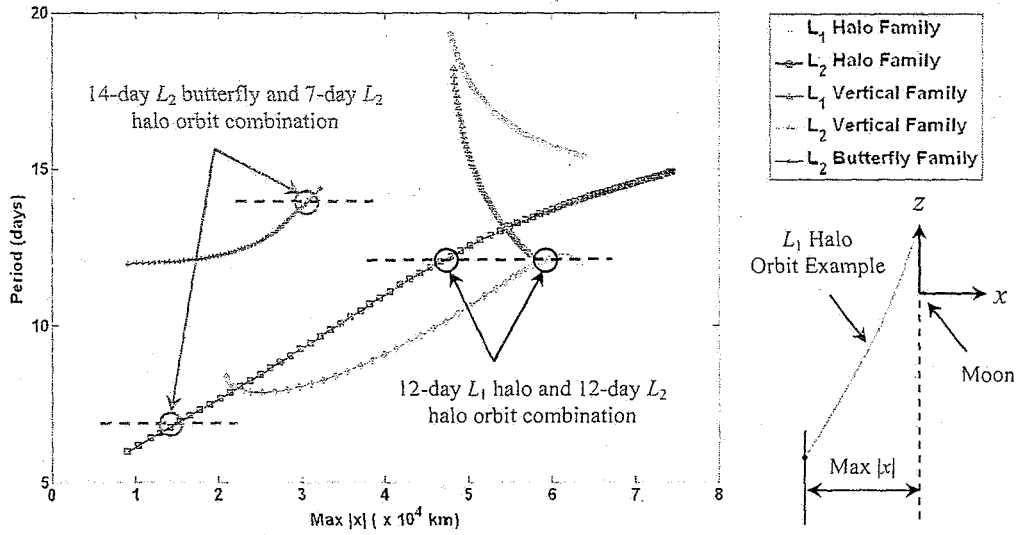 20
15
10
5
Period (days)
0
1
2
3
4
5
6
7
8
Max |x| ( x 10⁴ km)
14-day L₂ butterfly and 7-day L₂
halo orbit combination
12-day L₁ halo and 12-day L₂
halo orbit combination
L₁ Halo Family
L₂ Halo Family
L₁ Vertical Family
L₂ Vertical Family
L₂ Butterfly Family
z
L₁ Halo
Orbit Example
x
Moon
Max |x|